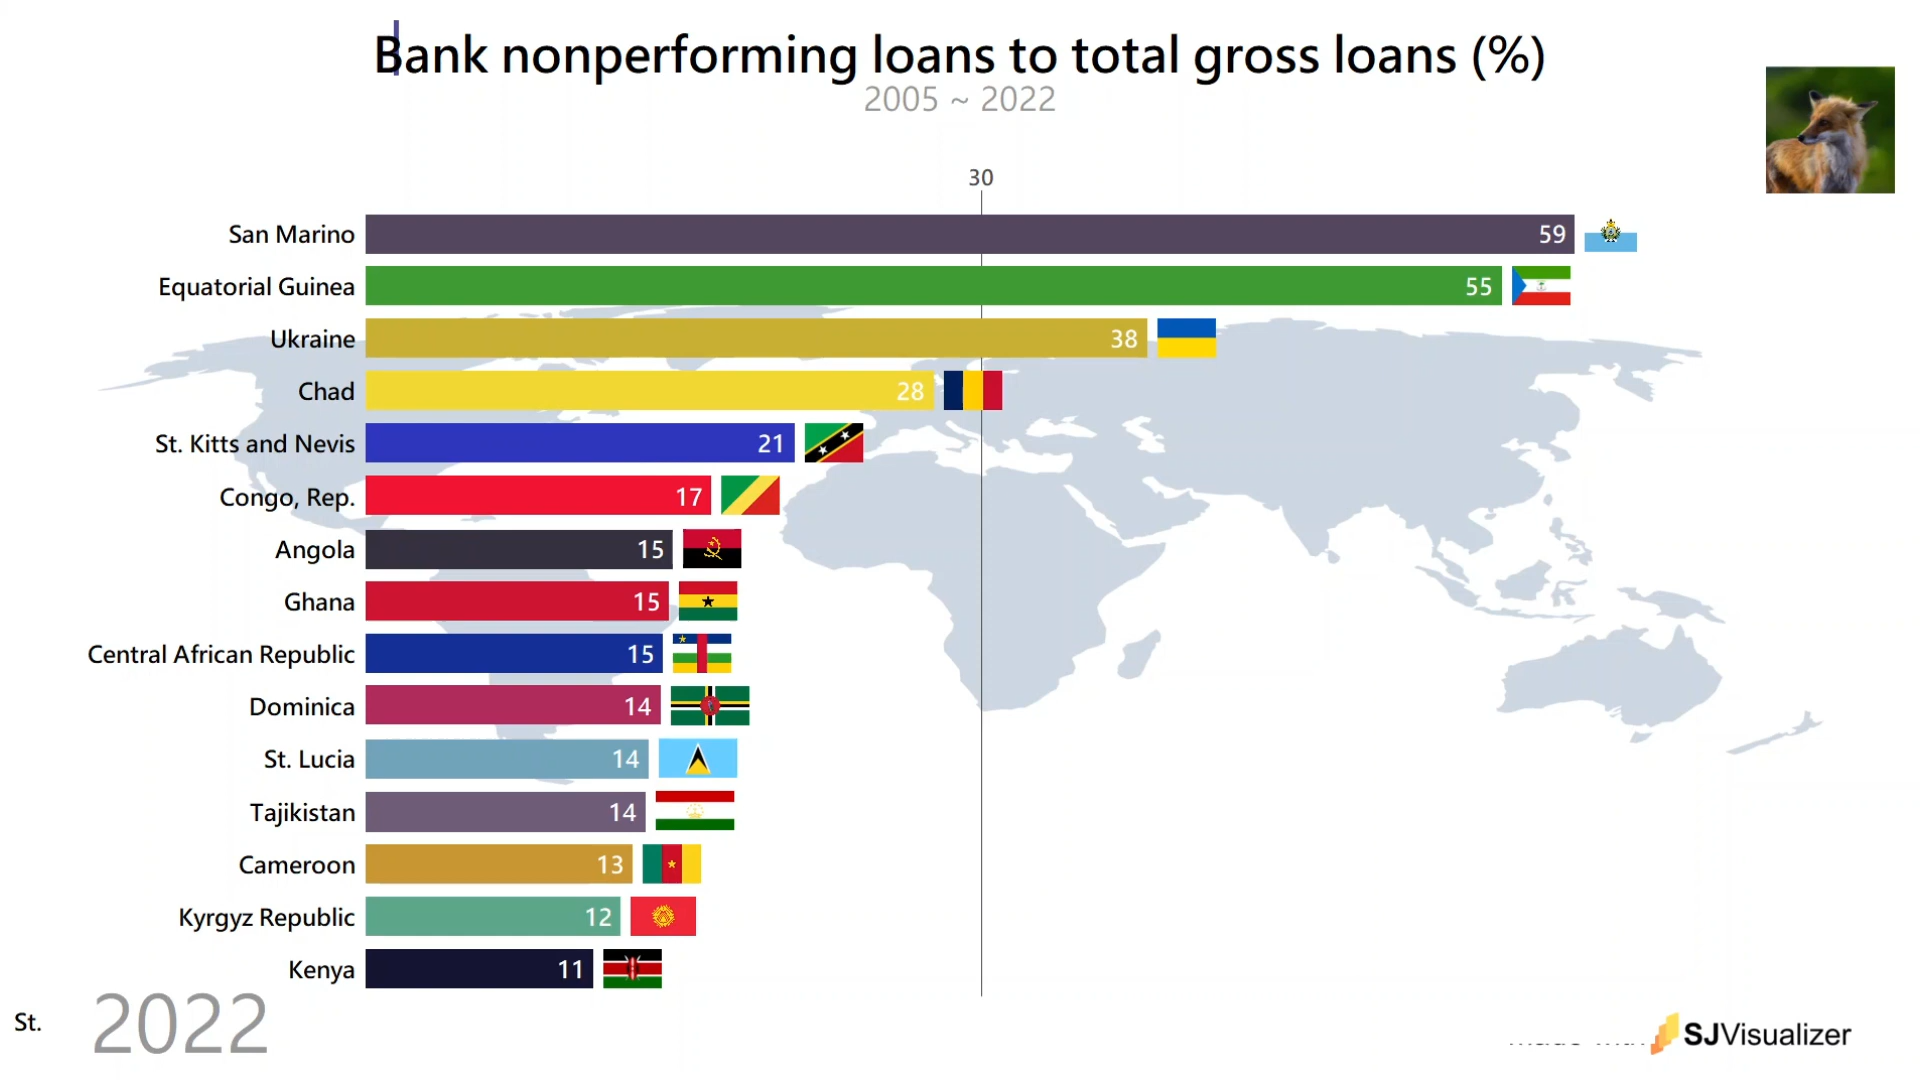 Bank nonperforming loans to total gross loans (%)
2005 ~ 2022
30
San Marino 59
Equatorial Guinea 55
Ukraine 38
Chad 28
St. Kitts and Nevis 21
Congo, Rep. 17
Angola 15
Ghana 15
Central African Republic 15
Dominica 14
St. Lucia 14
Tajikistan 14
Cameroon 13
Kyrgyz Republic 12
Kenya 11
St. 2022
SJVisualizer